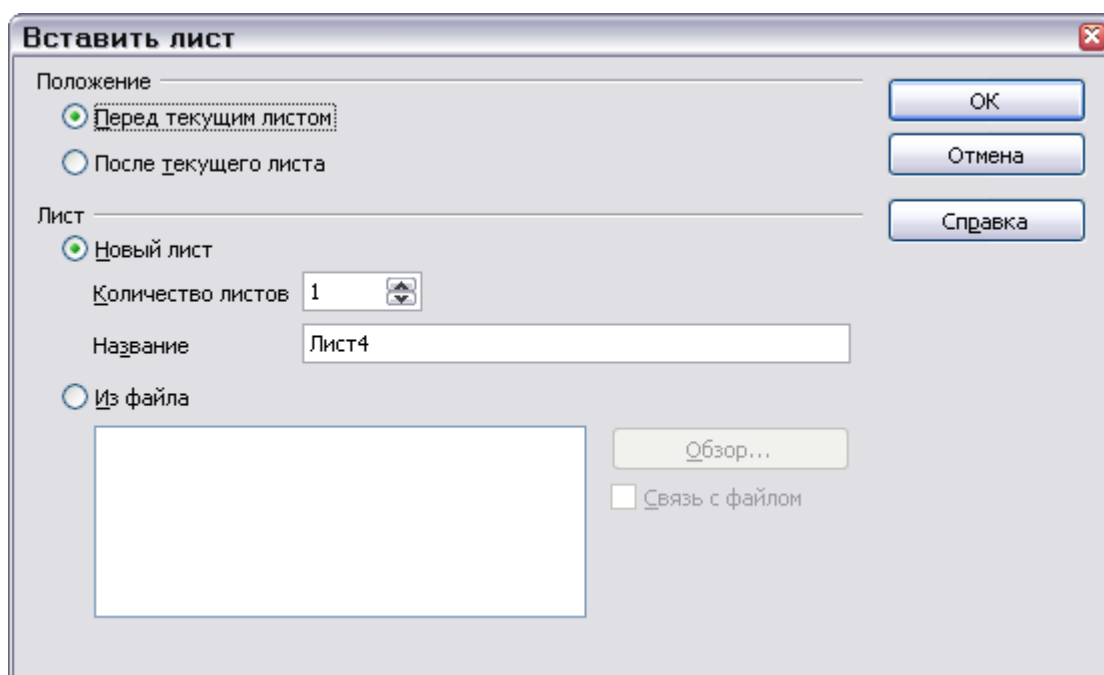 Вставить лист
Положение
Перед текущим листом
После текущего листа
Лист
Новый лист
Количество листов 1
Название Лист4
Из файла
Обзор...
Связь с файлом
ОК
Отмена
Справка